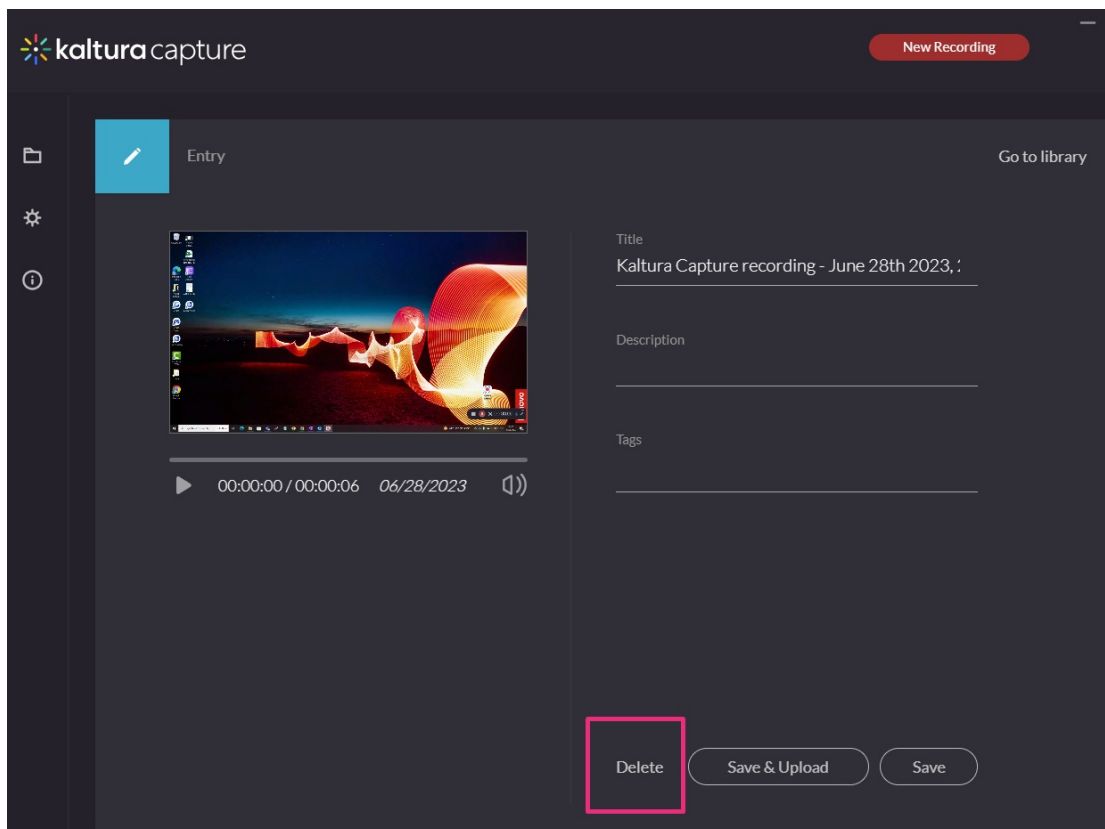 kaltura capture
New Recording
Entry
Go to library
Title
Kaltura Capture recording - June 28th 2023, 2
Description
Tags
00:00:00 / 00:00:06 06/28/2023
Delete
Save & Upload
Save